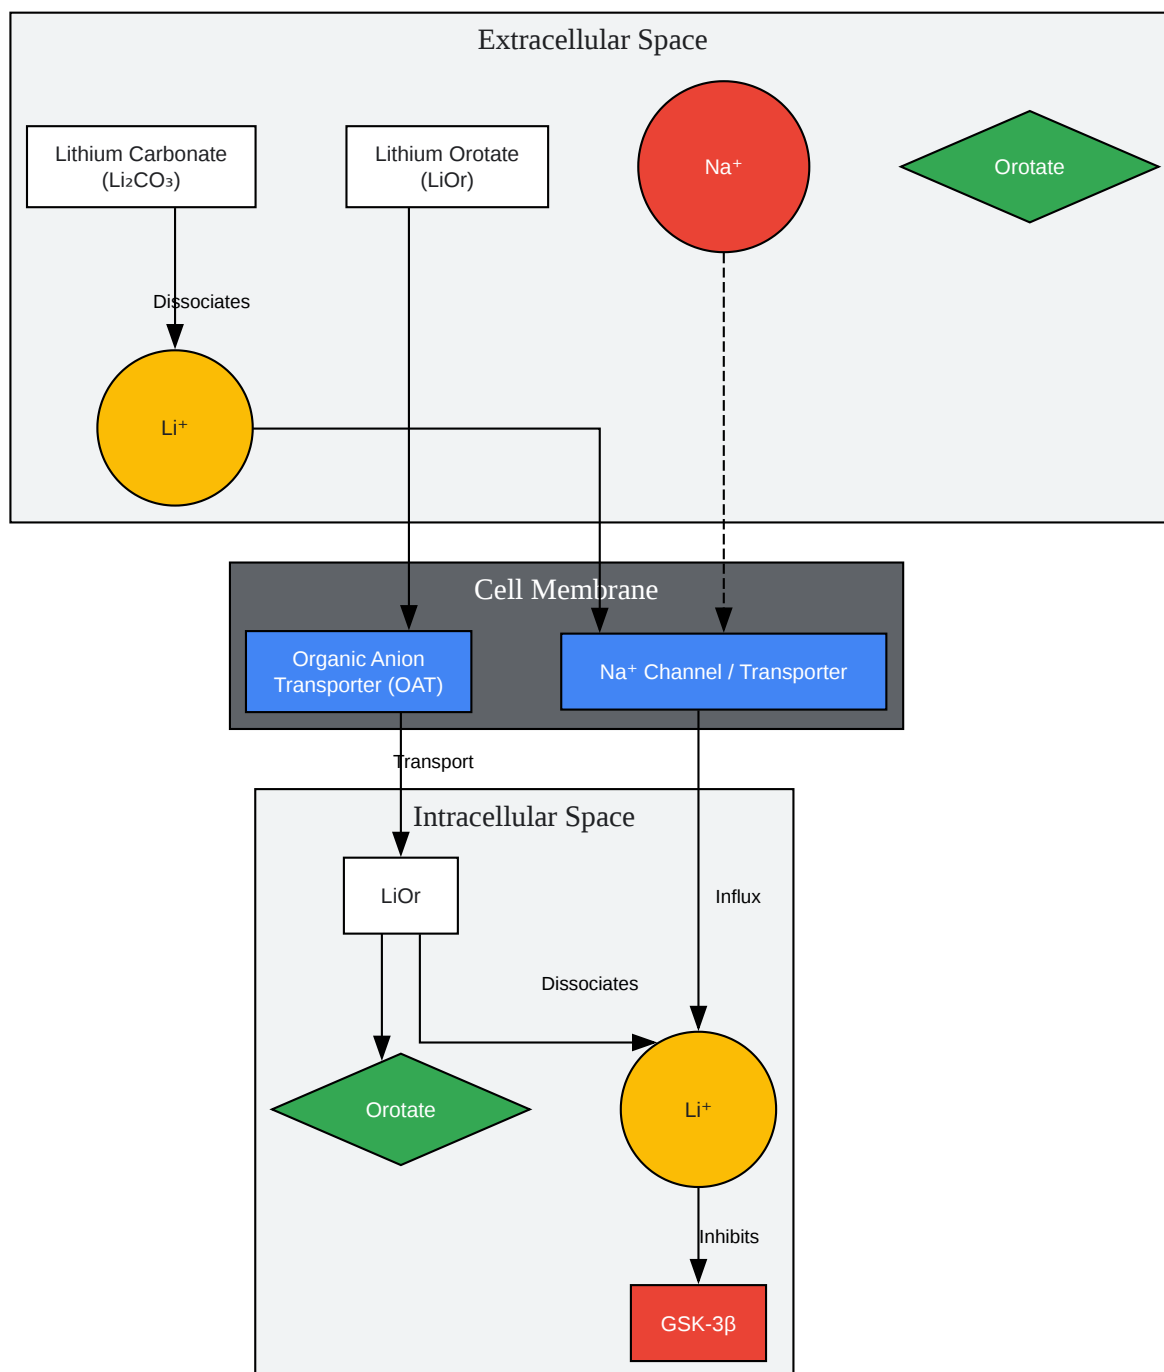 Extracellular Space
Lithium Carbonate
(Li₂CO₃)
Lithium Orotate
(LiOr)
Na⁺
Orotate
Dissociates
Li⁺
Cell Membrane
Organic Anion
Transporter (OAT)
Na⁺ Channel / Transporter
Transport
Intracellular Space
LiOr
Influx
Dissociates
Orotate
Li⁺
Inhibits
GSK-3β